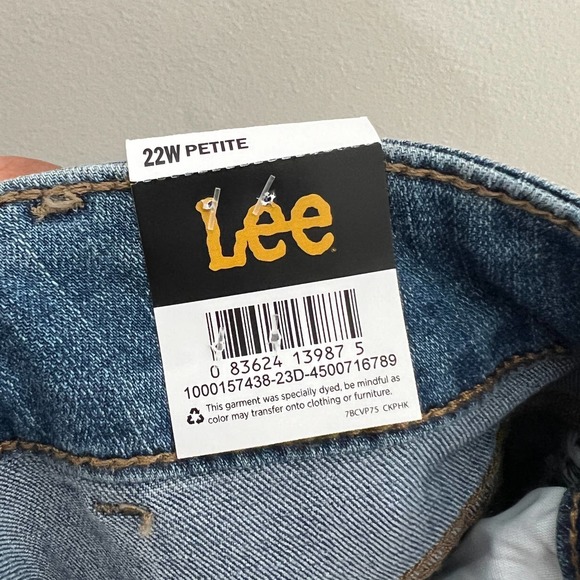 22W PETITE
Lee
0 83624 13987 5
1000157438-23D-4500716789
This garment was specially dyed, be mindful as
color may transfer onto clothing or furniture.
7BCVP75 CKPHK